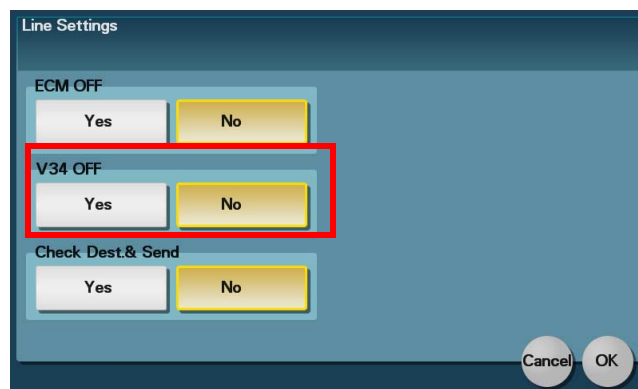 Line Settings
ECM OFF
Yes No
V34 OFF
Yes No
Check Dest.& Send
Yes No
Cancel OK